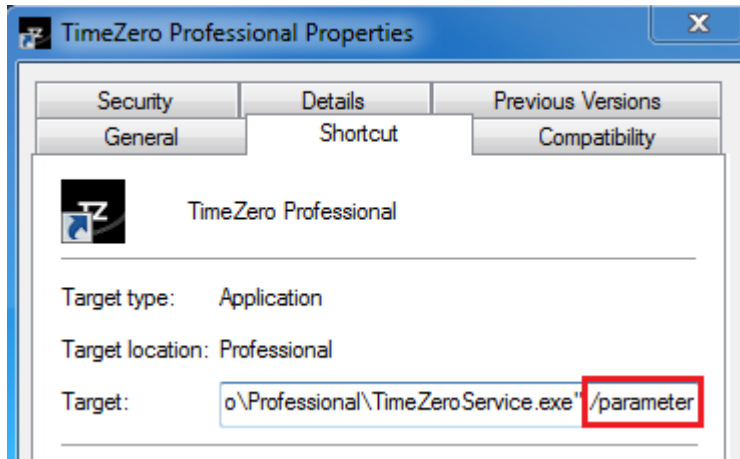 TimeZero Professional Properties
Security Details Previous Versions
General Shortcut Compatibility
TZ TimeZero Professional
Target type: Application
Target location: Professional
Target: o\Professional\TimeZeroService.exe" /parameter